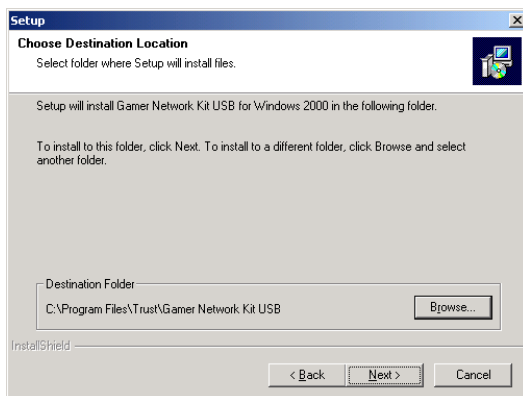 Setup
Choose Destination Location
Select folder where Setup will install files.
Setup will install Gamer Network Kit USB for Windows 2000 in the following folder.
To install to this folder, click Next. To install to a different folder, click Browse and select
another folder.
Destination Folder
C:\Program Files\Trust\Gamer Network Kit USB
Browse...
InstallShield
< Back
Next >
Cancel